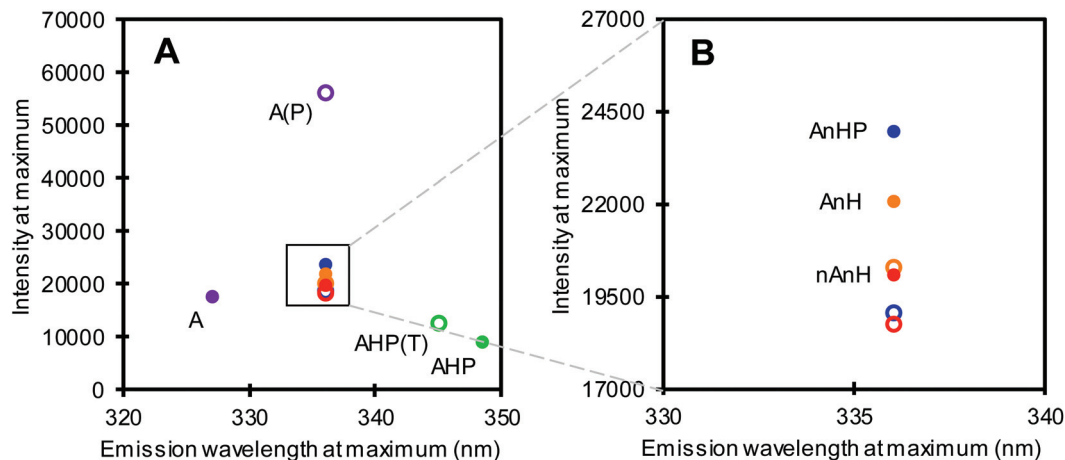 A
70000
60000
50000
40000
30000
20000
10000
0
Intensity at maximum
A(P)
A
AHP(T)
AHP
320
330
340
350
Emission wavelength at maximum (nm)
B
27000
24500
22000
19500
17000
Intensity at maximum
AnHP
AnH
nAnH
330
335
340
Emission wavelength at maximum (nm)